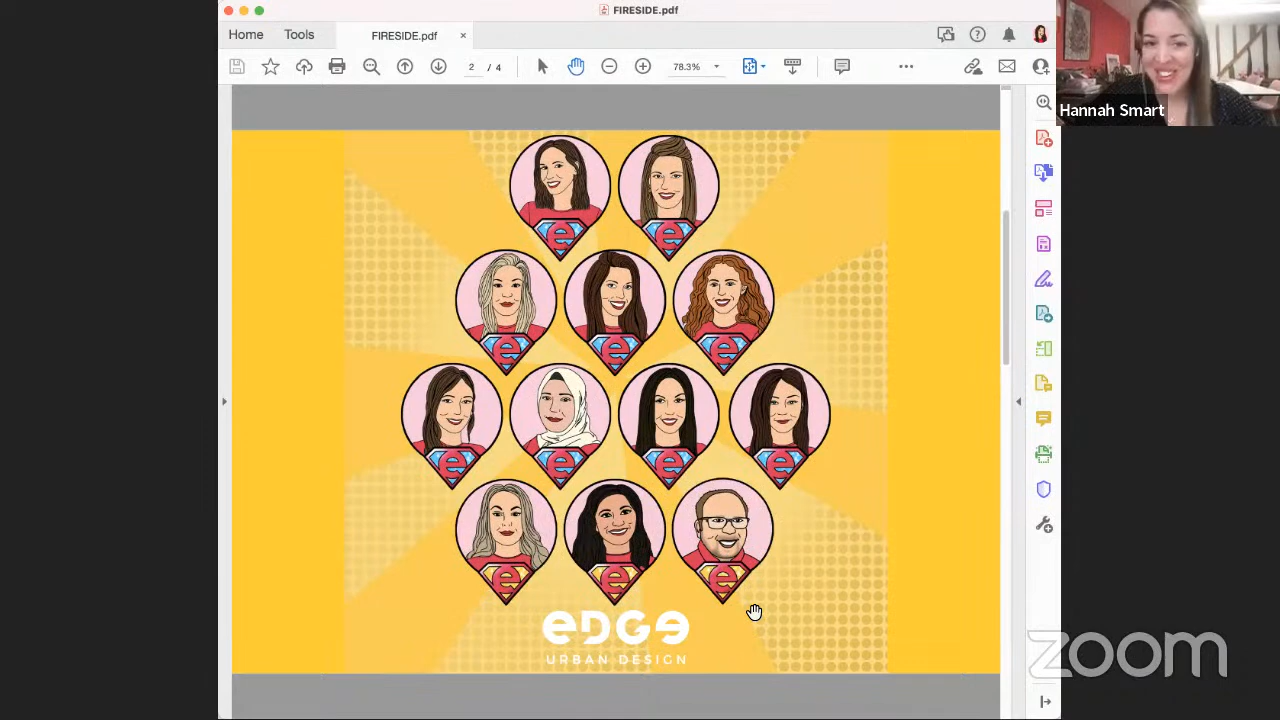 FIRESIDE.pdf
Home
Tools
FIRESIDE.pdf
2 / 4
78.3%
Hannah Smart
e e
e e e
e e e e
e e e
eDGe
URBAN DESIGN
zoom